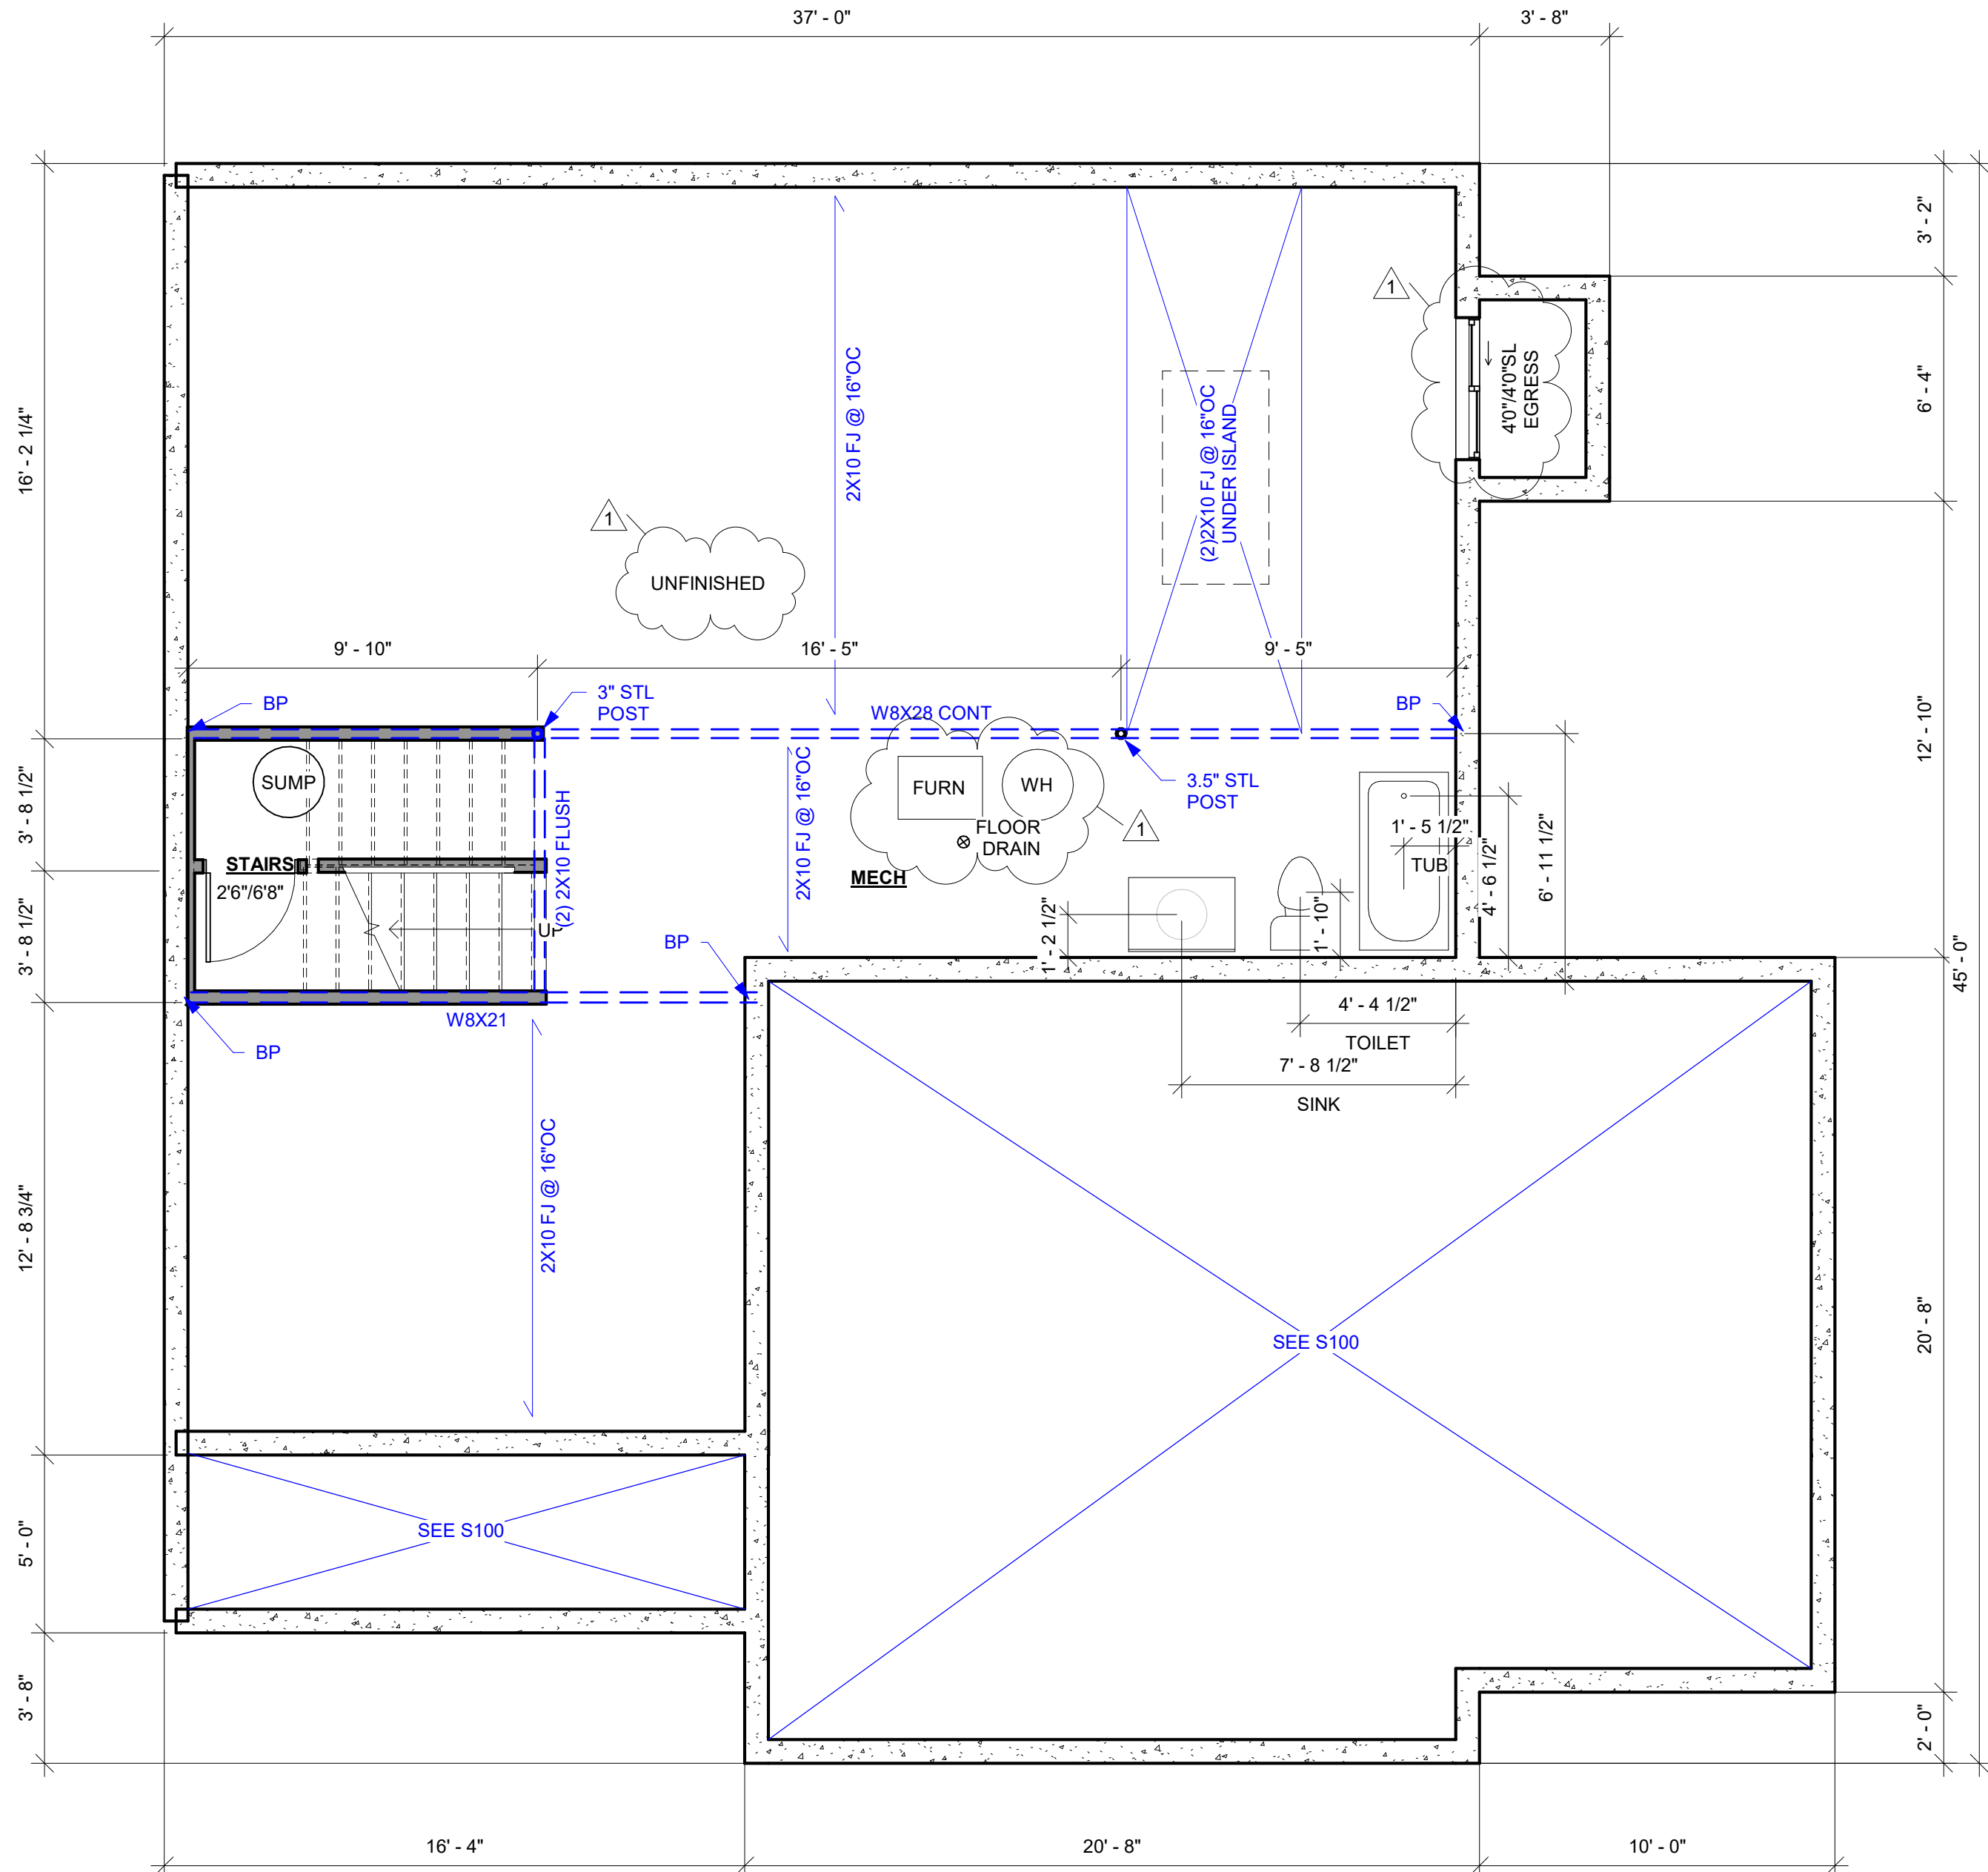 37' - 0"
3' - 8"
3' - 2"
16' - 2 1/4"
2X10 FJ @ 16"OC
(2)2X10 FJ @ 16"OC
UNDER ISLAND
1
4'0"/4'0"SL
EGRESS
6' - 4"
1
UNFINISHED
9' - 10"
16' - 5"
9' - 5"
BP
3" STL
POST
W8X28 CONT
BP
12' - 10"
3' - 8 1/2"
SUMP
(2) 2X10 FLUSH
2X10 FJ @ 16"OC
FURN
WH
3.5" STL
POST
1
FLOOR
DRAIN
1' - 5 1/2"
TUB
4' - 6 1/2"
6' - 11 1/2"
STAIRS
2'6"/6'8"
MECH
UP
3' - 8 1/2"
BP
1' - 2 1/2"
1' - 10"
45' - 0"
W8X21
BP
4' - 4 1/2"
TOILET
7' - 8 1/2"
SINK
12' - 8 3/4"
2X10 FJ @ 16"OC
SEE S100
20' - 8"
5' - 0"
SEE S100
3' - 8"
2' - 0"
16' - 4"
20' - 8"
10' - 0"